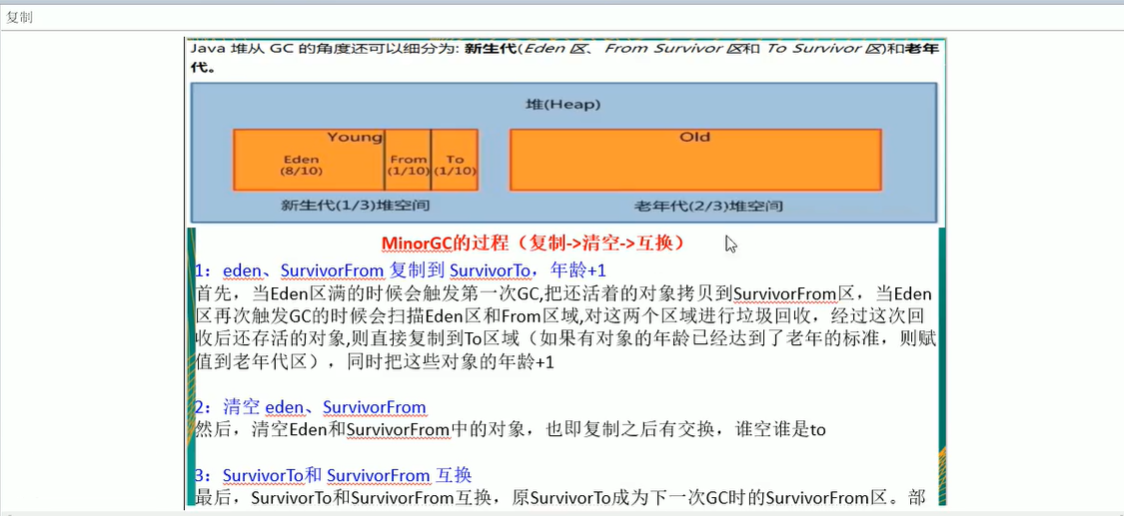 复制
Java 堆从 GC 的角度还可以细分为: 新生代(Eden 区、From Survivor 区和 To Survivor 区)和老年
代。
堆(Heap)
Young
Old
Eden
(8/10)
From
(1/10)
To
(1/10)
新生代(1/3)堆空间
老年代(2/3)堆空间
MinorGC的过程（复制->清空->互换）
1：eden、SurvivorFrom 复制到 SurvivorTo，年龄+1
首先，当Eden区满的时候会触发第一次GC,把还活着的对象拷贝到SurvivorFrom区，当Eden
区再次触发GC的时候会扫描Eden区和From区域,对这两个区域进行垃圾回收，经过这次回
收后还存活的对象,则直接复制到To区域（如果有对象的年龄已经达到了老年的标准，则赋
值到老年代区），同时把这些对象的年龄+1
2：清空 eden、SurvivorFrom
然后，清空Eden和SurvivorFrom中的对象，也即复制之后有交换，谁空谁是to
3：SurvivorTo和 SurvivorFrom 互换
最后，SurvivorTo和SurvivorFrom互换，原SurvivorTo成为下一次GC时的SurvivorFrom区。部